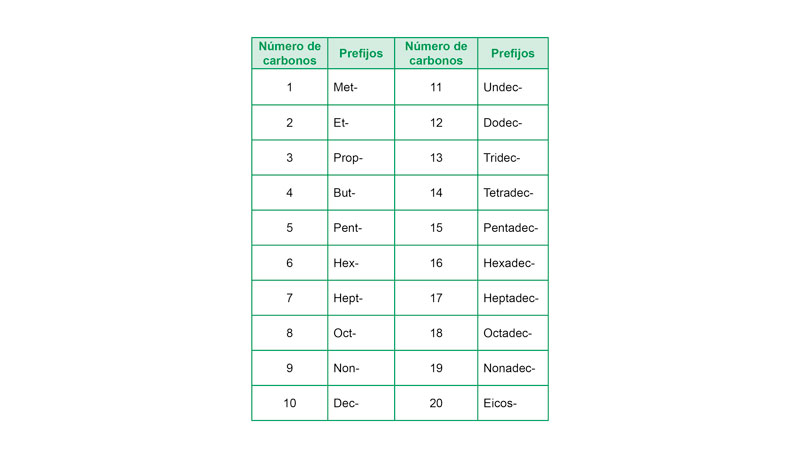 Número de carbonos Prefijos Número de carbonos Prefijos
1 Met- 11 Undec-
2 Et- 12 Dodec-
3 Prop- 13 Tridec-
4 But- 14 Tetradec-
5 Pent- 15 Pentadec-
6 Hex- 16 Hexadec-
7 Hept- 17 Heptadec-
8 Oct- 18 Octadec-
9 Non- 19 Nonadec-
10 Dec- 20 Eicos-